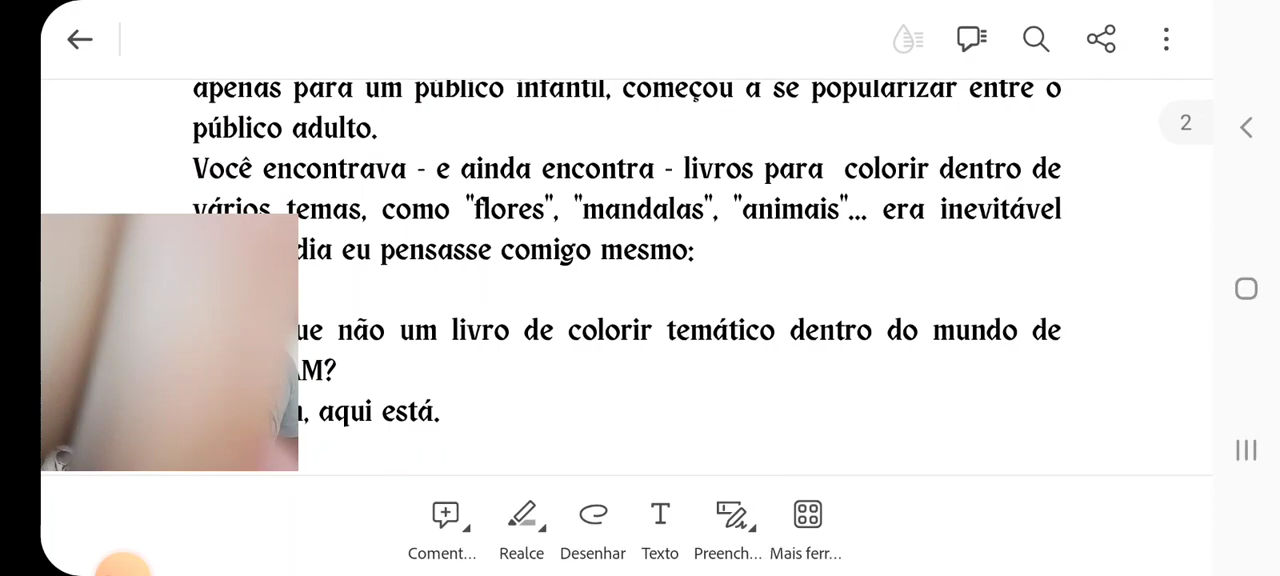 apenas para um público infantil, começou a se popularizar entre o
2
público adulto.
Você encontrava - e ainda encontra - livros para colorir dentro de
vários temas, como "flores", "mandalas", "animais"... era inevitável
dia eu pensasse comigo mesmo:
não um livro de colorir temático dentro do mundo de
aqui está.
Coment...
Realce
Desenhar
Texto
Preench...
Mais ferr...